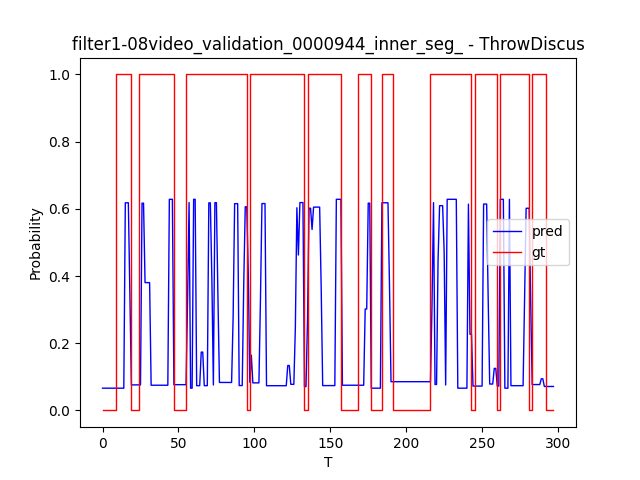 filter1-08video_validation_0000944_inner_seg_ - ThrowDiscus
1.0
0.8
0.6
0.4
0.2
0.0
Probability
pred
gt
0 50 100 150 200 250 300
T